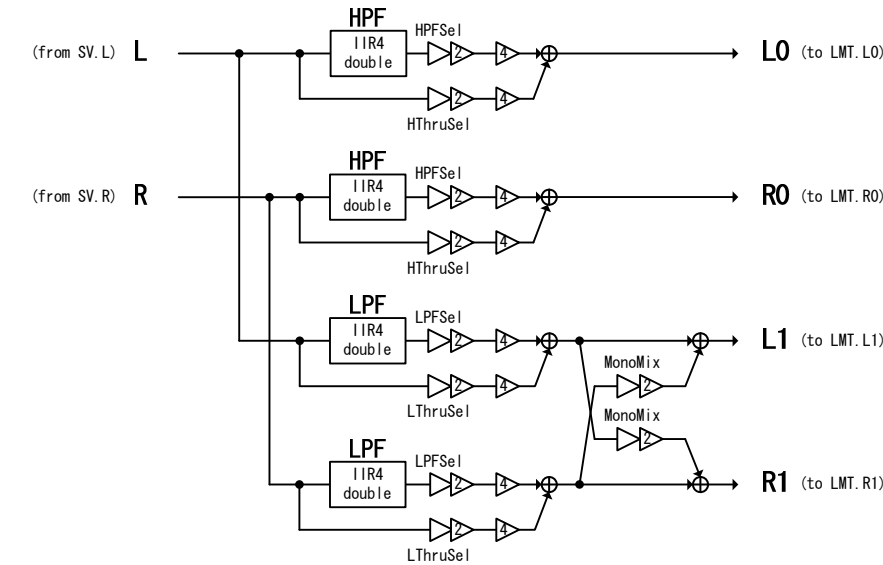 HPF
HPFSel
(from SV.L) L IIR4 double 2 4 L0 (to LMT.L0)
2 4
HThruSel
HPF
HPFSel
(from SV.R) R IIR4 double 2 4 R0 (to LMT.R0)
2 4
HThruSel
LPF
LPFSel
IIR4 double 2 4 L1 (to LMT.L1)
MonoMix
2 4 2
LThruSel
MonoMix
2
LPF
LPFSel
IIR4 double 2 4 R1 (to LMT.R1)
2 4
LThruSel